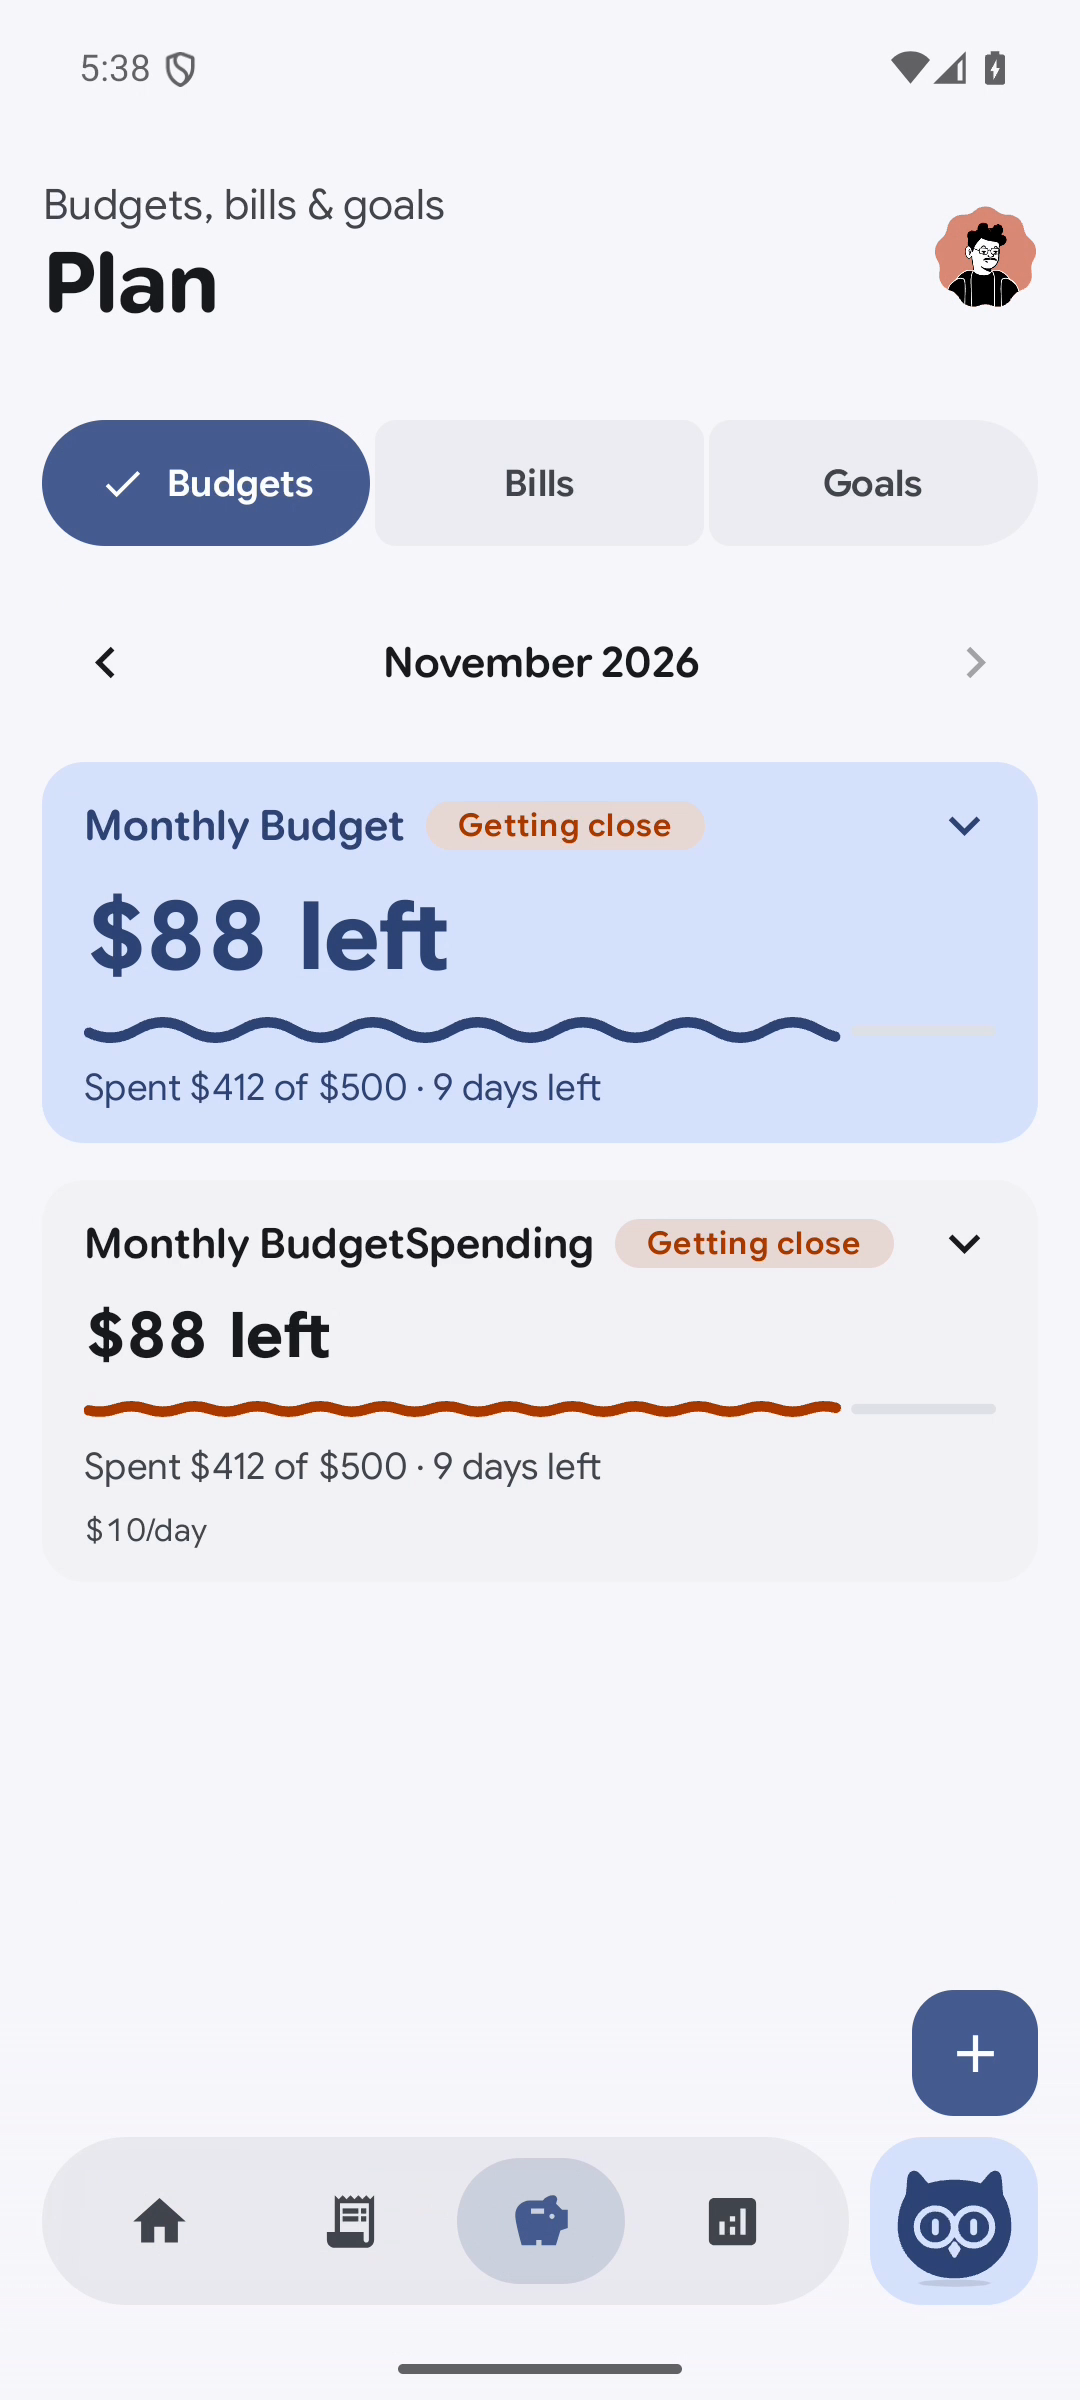 5:38
Budgets, bills & goals
Plan
Budgets
Bills
Goals
November 2026
Monthly Budget
Getting close
$88 left
Spent $412 of $500 · 9 days left
Monthly BudgetSpending
Getting close
$88 left
Spent $412 of $500 · 9 days left
$10/day